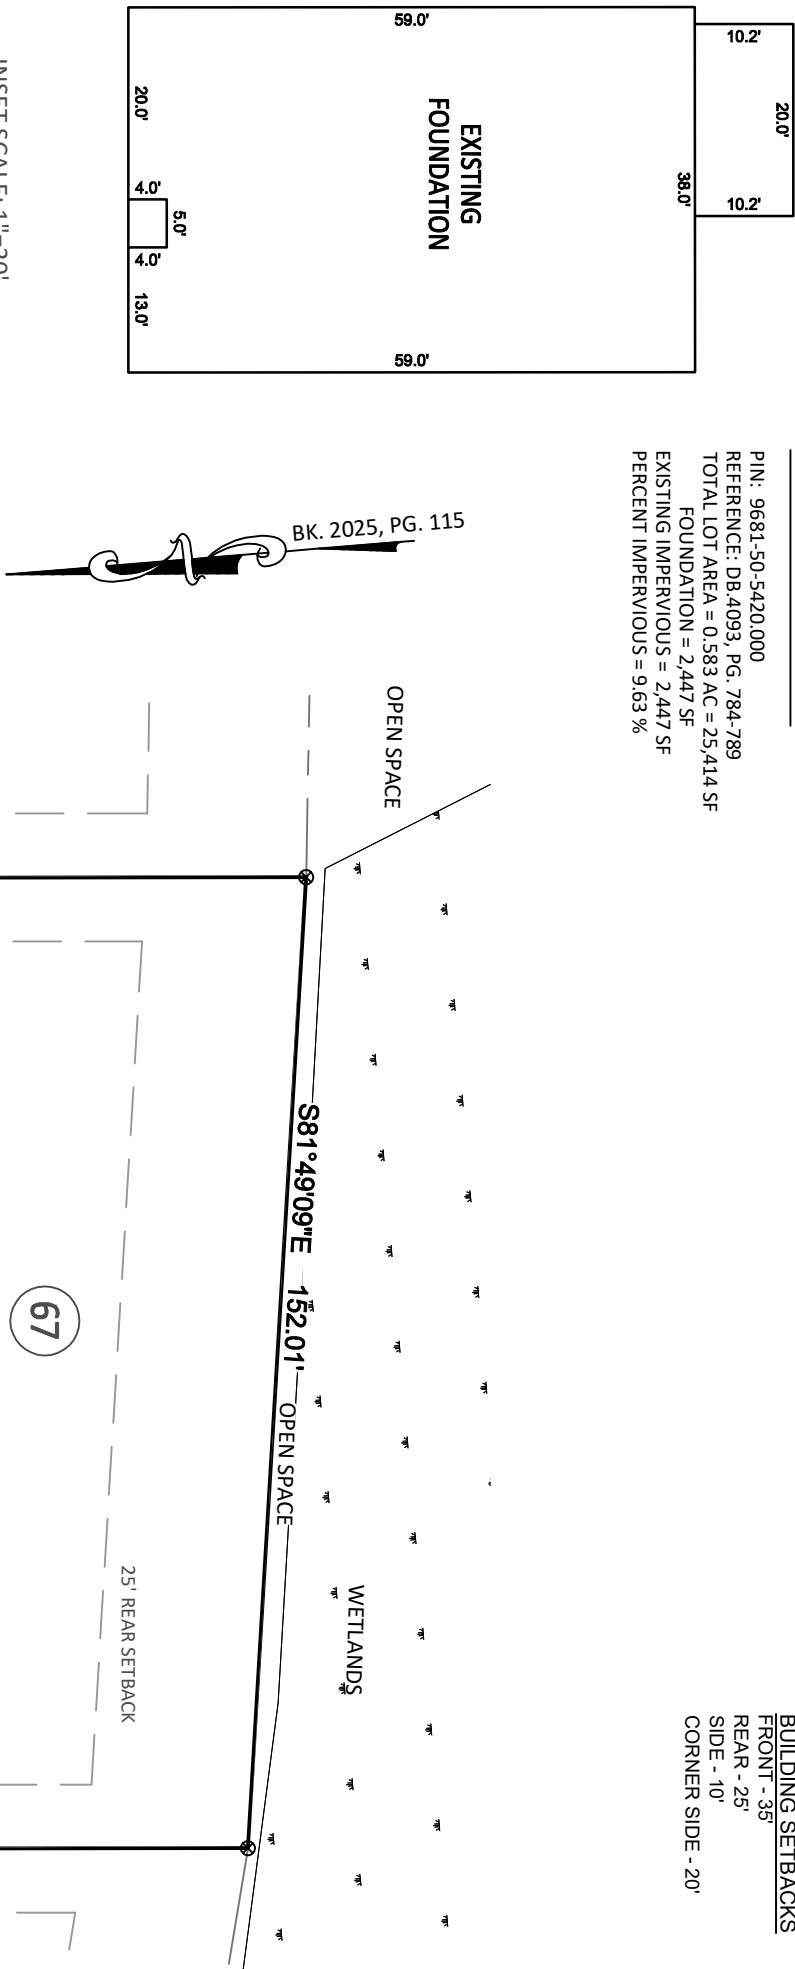 BUILDING SETBACKS
FRONT - 35'
REAR - 25'
SIDE - 10'
CORNER SIDE - 20'
PIN: 9681-50-5420.000
REFERENCE: DB.4093, PG. 784-789
TOTAL LOT AREA = 0.583 AC = 25,414 SF
FOUNDATION = 2,447 SF
EXISTING IMPERVIOUS = 2,447 SF
PERCENT IMPERVIOUS = 9.63 %
20.0'
10.2'
10.2'
38.0'
59.0'
EXISTING
FOUNDATION
59.0'
5.0'
20.0'
4.0'
4.0'
13.0'
INSET SCALE: 1"=20'
BK. 2025, PG. 115
OPEN SPACE
WETLANDS
S81°49'09"E 152.01'
OPEN SPACE
25' REAR SETBACK
67